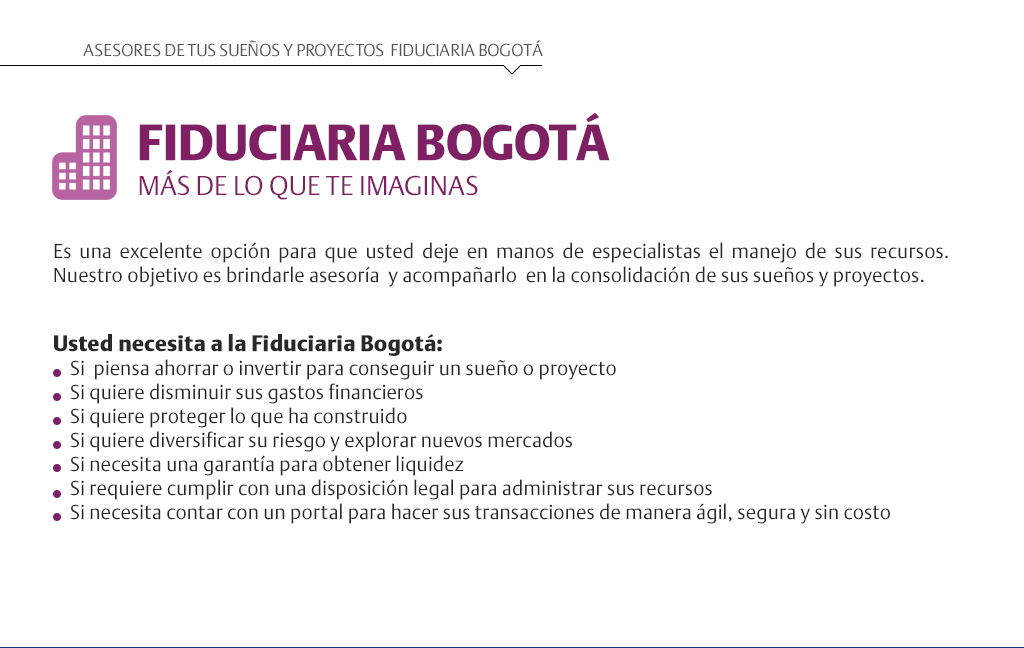 ASESORES DE TUS SUEÑOS Y PROYECTOS FIDUCIARIA BOGOTÁ
FIDUCIARIA BOGOTÁ
MÁS DE LO QUE TE IMAGINAS
Es una excelente opción para que usted deje en manos de especialistas el manejo de sus recursos.
Nuestro objetivo es brindarle asesoría y acompañarlo en la consolidación de sus sueños y proyectos.
Usted necesita a la Fiduciaria Bogotá:
● Si piensa ahorrar o invertir para conseguir un sueño o proyecto
● Si quiere disminuir sus gastos financieros
● Si quiere proteger lo que ha construido
● Si quiere diversificar su riesgo y explorar nuevos mercados
● Si necesita una garantía para obtener liquidez
● Si requiere cumplir con una disposición legal para administrar sus recursos
● Si necesita contar con un portal para hacer sus transacciones de manera ágil, segura y sin costo